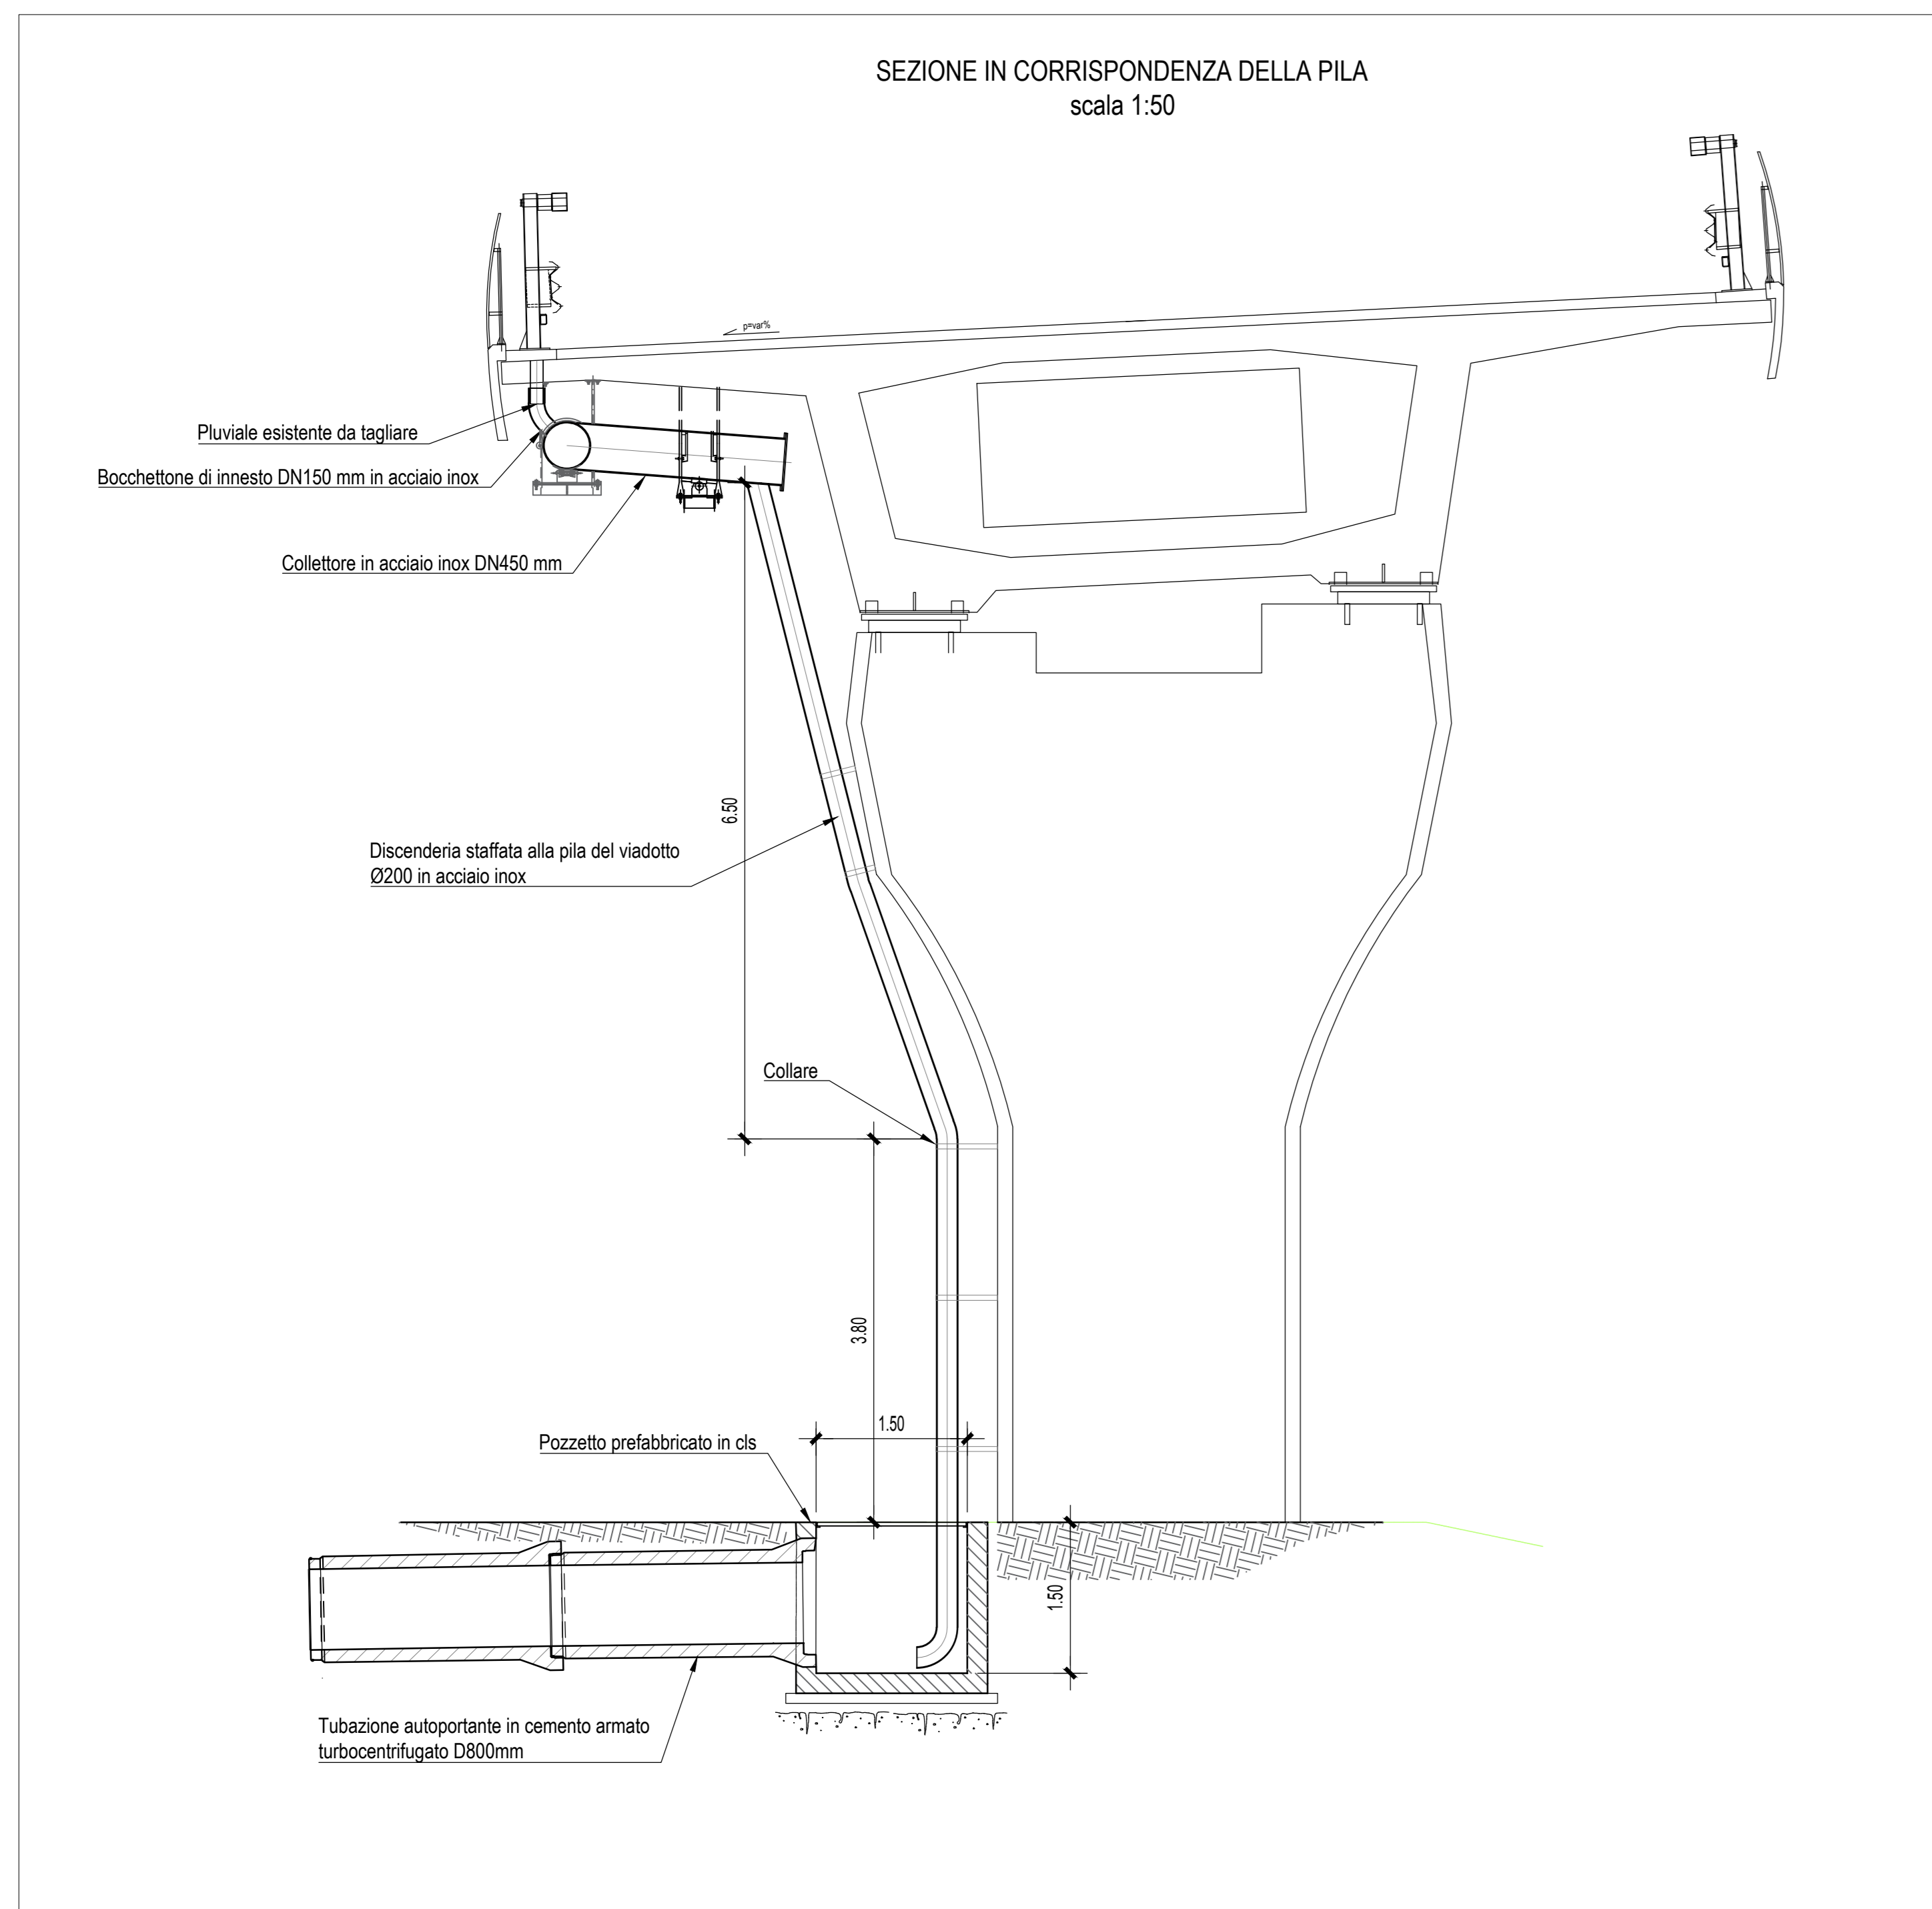 SEZIONE IN CORRISPONDENZA DELLA PILA
scala 1:50
p=var%
Pluviale esistente da tagliare
Bocchettone di innesto DN150 mm in acciaio inox
Collettore in acciaio inox DN450 mm
6.50
Discenderia staffata alla pila del viadotto
Ø200 in acciaio inox
Collare
3.80
1.50
Pozzetto prefabbricato in cls
1.50
Tubazione autoportante in cemento armato
turbocentrifugato D800mm